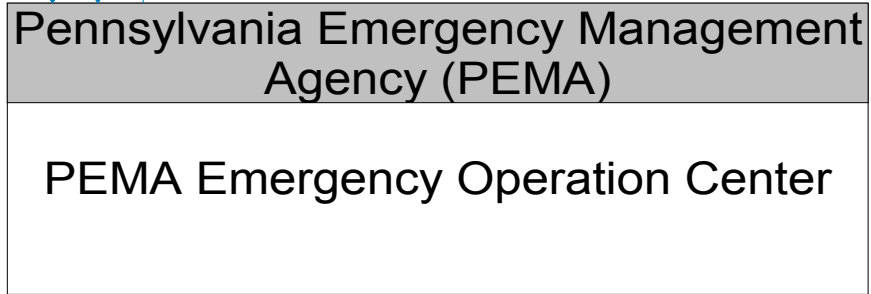 Pennsylvania Emergency Management
Agency (PEMA)
PEMA Emergency Operation Center